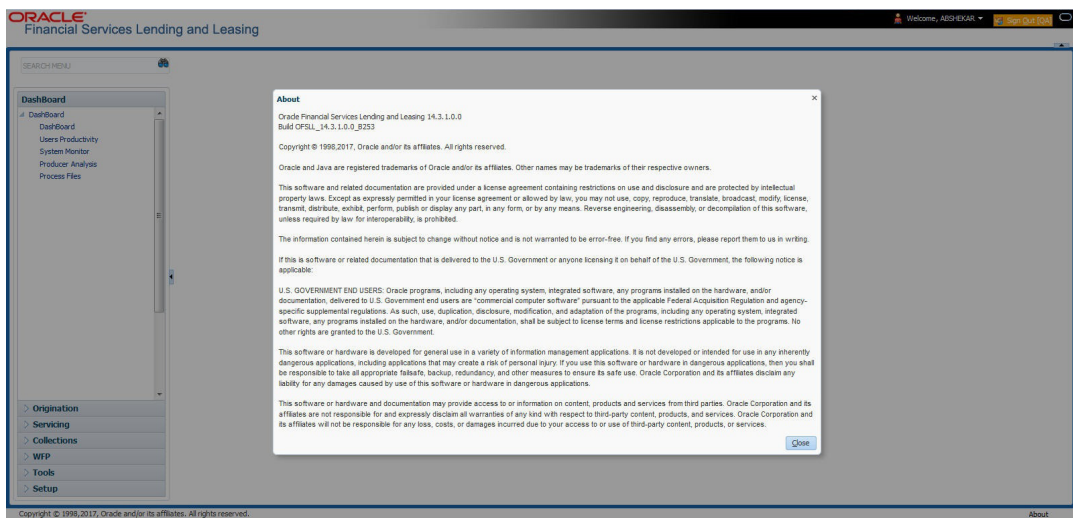 ORACLE
Financial Services Lending and Leasing
Welcome, ABSHEKAR
Sign Out [QA]
SEARCH MENU
DashBoard
DashBoard
DashBoard
Users Productivity
System Monitor
Producer Analysis
Process Files
Origination
Servicing
Collections
WFP
Tools
Setup
About
Oracle Financial Services Lending and Leasing 14.3.1.0.0
Build OFSLL_14.3.1.0.0_B253
Copyright © 1998,2017, Oracle and/or its affiliates. All rights reserved.
Oracle and Java are registered trademarks of Oracle and/or its affiliates. Other names may be trademarks of their respective owners.
This software and related documentation are provided under a license agreement containing restrictions on use and disclosure and are protected by intellectual
property laws. Except as expressly permitted in your license agreement or allowed by law, you may not use, copy, reproduce, translate, broadcast, modify, license,
transmit, distribute, exhibit, perform, publish or display any part, in any form, or by any means. Reverse engineering, disassembly, or decompilation of this software,
unless required by law for interoperability, is prohibited.
The information contained herein is subject to change without notice and is not warranted to be error-free. If you find any errors, please report them to us in writing.
If this is software or related documentation that is delivered to the U.S. Government or anyone licensing it on behalf of the U.S. Government, the following notice is
applicable:
U.S. GOVERNMENT END USERS: Oracle programs, including any operating system, integrated software, any programs installed on the hardware, and/or
documentation, delivered to U.S. Government end users are "commercial computer software" pursuant to the applicable Federal Acquisition Regulation and agency-
specific supplemental regulations. As such, use, duplication, disclosure, modification, and adaptation of the programs, including any operating system, integrated
software, any programs installed on the hardware, and/or documentation, shall be subject to license terms and license restrictions applicable to the programs. No
other rights are granted to the U.S. Government.
This software or hardware is developed for general use in a variety of information management applications. It is not developed or intended for use in any inherently
dangerous applications, including applications that may create a risk of personal injury. If you use this software or hardware in dangerous applications, then you shall
be responsible to take all appropriate failsafe, backup, redundancy, and other measures to ensure its safe use. Oracle Corporation and its affiliates disclaim any
liability for any damages caused by use of this software or hardware in dangerous applications.
This software or hardware and documentation may provide access to or information on content, products and services from third parties. Oracle Corporation and its
affiliates are not responsible for and expressly disclaim all warranties of any kind with respect to third-party content, products, and services. Oracle Corporation and
its affiliates will not be responsible for any loss, costs, or damages incurred due to your access to or use of third-party content, products, or services.
Close
Copyright © 1998,2017, Oracle and/or its affiliates. All rights reserved.
About